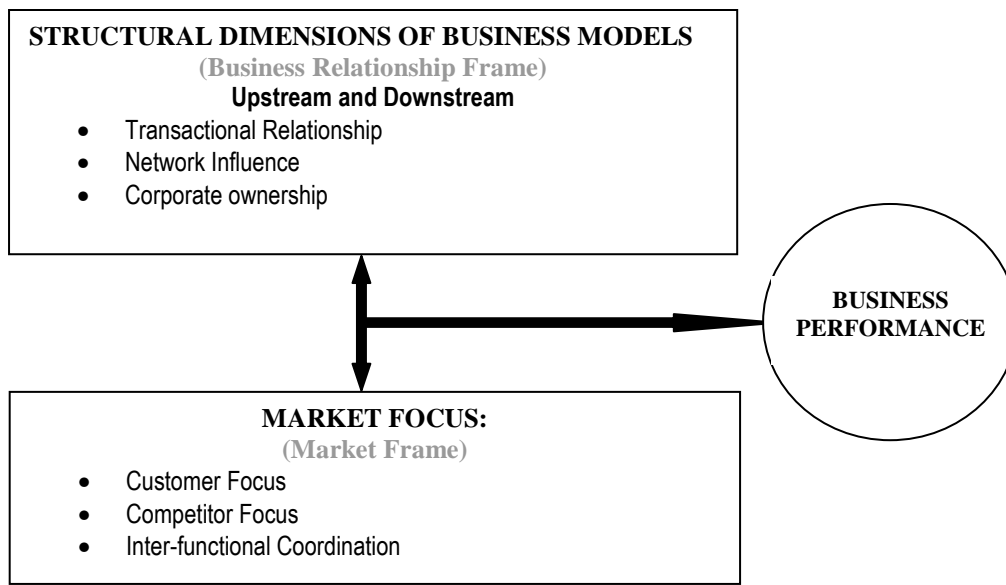 STRUCTURAL DIMENSIONS OF BUSINESS MODELS
(Business Relationship Frame)
Upstream and Downstream
• Transactional Relationship
• Network Influence
• Corporate ownership
BUSINESS
PERFORMANCE
MARKET FOCUS:
(Market Frame)
• Customer Focus
• Competitor Focus
• Inter-functional Coordination